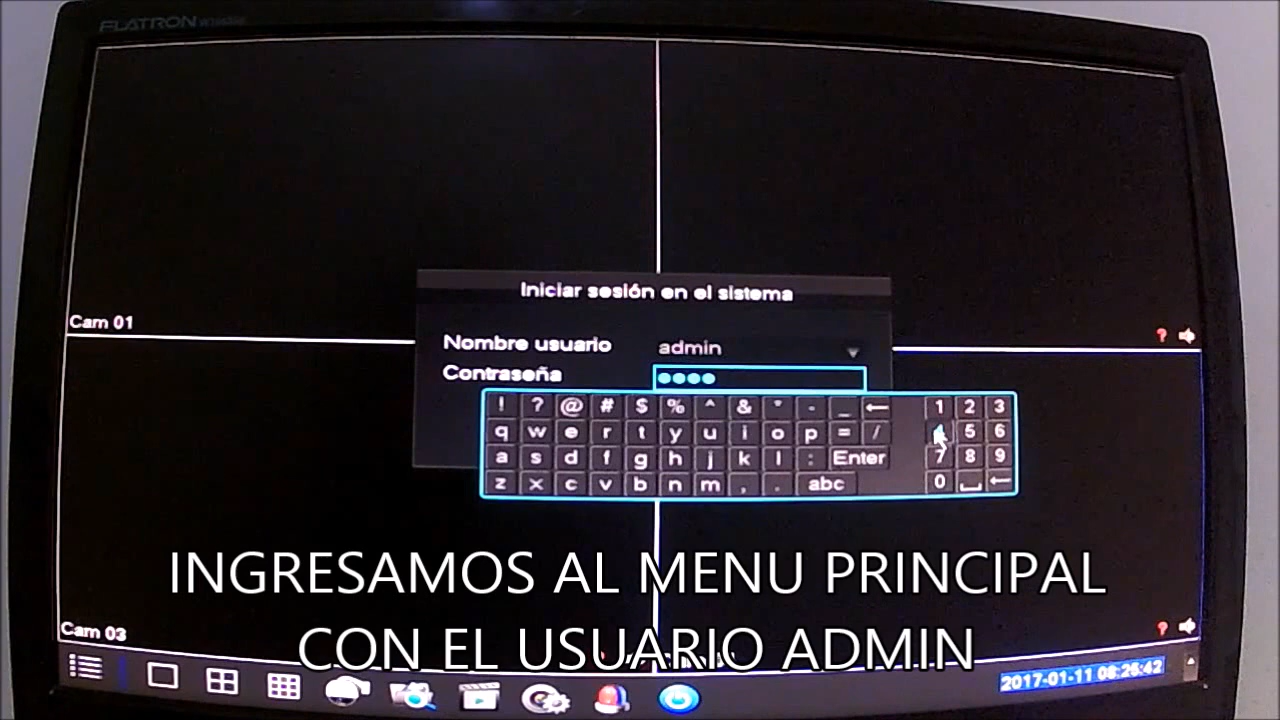 FLATRON
Iniciar sesión en el sistema
Cam 01
?
Nombre usuario admin
Contraseña
! ? @ # $ % ^ & * - _ ← 1 2 3
q w e r t y u i o p = / 4 5 6
a s d f g h j k l : Enter 7 8 9
z x c v b n m , . abc 0 ←
INGRESAMOS AL MENU PRINCIPAL
CON EL USUARIO ADMIN
Cam 03
?
2017-01-11 08:25:42